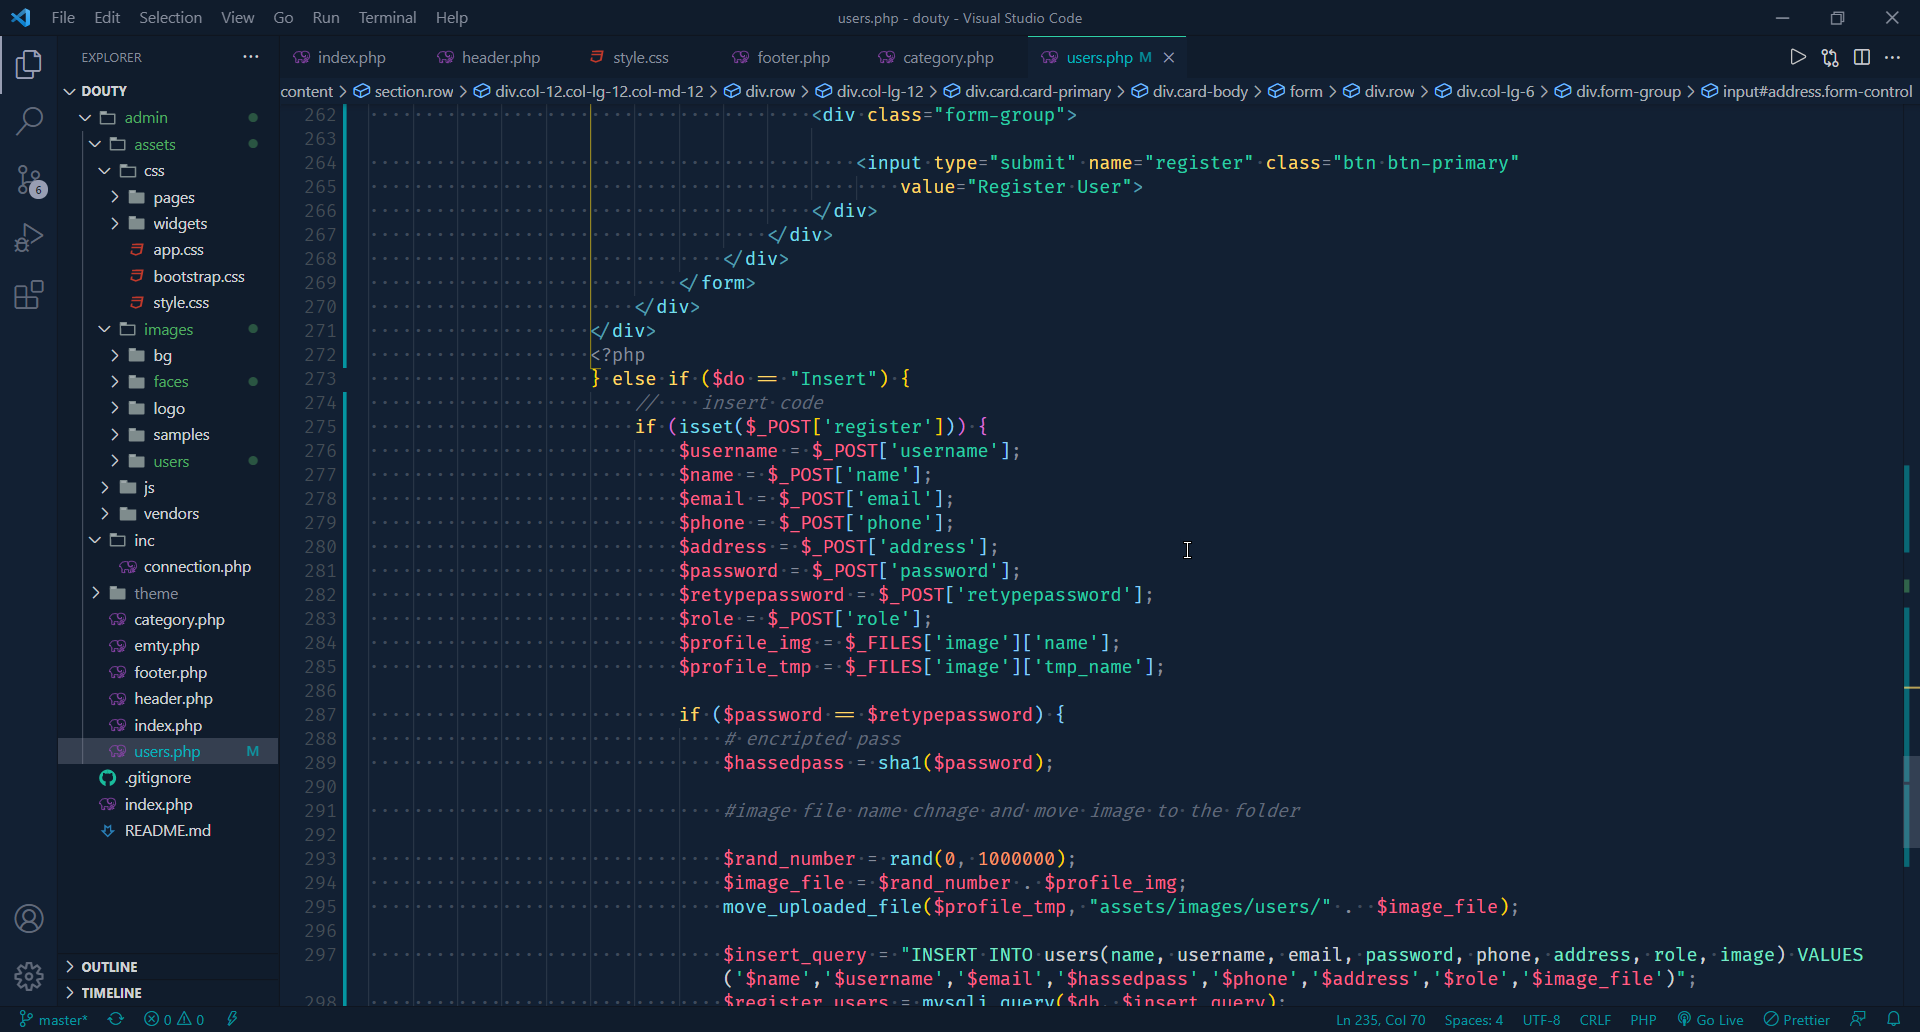 File Edit Selection View Go Run Terminal Help
users.php - douty - Visual Studio Code
EXPLORER
index.php header.php style.css footer.php category.php users.php M
content > section.row > div.col-12.col-lg-12.col-md-12 > div.row > div.col-lg-12 > div.card.card-primary > div.card-body > form > div.row > div.col-lg-6 > div.form-group > input#address.form-control
DOUTY
admin
assets
css
pages
widgets
app.css
bootstrap.css
style.css
images
bg
faces
logo
samples
users
js
vendors
inc
connection.php
theme
category.php
emty.php
footer.php
header.php
index.php
users.php M
.gitignore
index.php
README.md
OUTLINE
TIMELINE
6
262 <div class="form-group">
263
264 <input type="submit" name="register" class="btn btn-primary"
265 value="Register User">
266 </div>
267 </div>
268 </div>
269 </form>
270 </div>
271 </div>
272 <?php
273 } else if ($do == "Insert") {
274 // insert code
275 if (isset($_POST['register'])) {
276 $username = $_POST['username'];
277 $name = $_POST['name'];
278 $email = $_POST['email'];
279 $phone = $_POST['phone'];
280 $address = $_POST['address'];
281 $password = $_POST['password'];
282 $retypepassword = $_POST['retypepassword'];
283 $role = $_POST['role'];
284 $profile_img = $_FILES['image']['name'];
285 $profile_tmp = $_FILES['image']['tmp_name'];
286
287 if ($password == $retypepassword) {
288 # encripted pass
289 $hassedpass = sha1($password);
290
291 #image file name chnage and move image to the folder
292
293 $rand_number = rand(0, 1000000);
294 $image_file = $rand_number . $profile_img;
295 move_uploaded_file($profile_tmp, "assets/images/users/" . $image_file);
296
297 $insert_query = "INSERT INTO users(name, username, email, password, phone, address, role, image) VALUES
('$name','$username','$email','$hassedpass','$phone','$address','$role','$image_file')";
298 $register_users = mysqli_query($db, $insert_query);
master* 0 0 Ln 235, Col 70 Spaces: 4 UTF-8 CRLF PHP Go Live Prettier